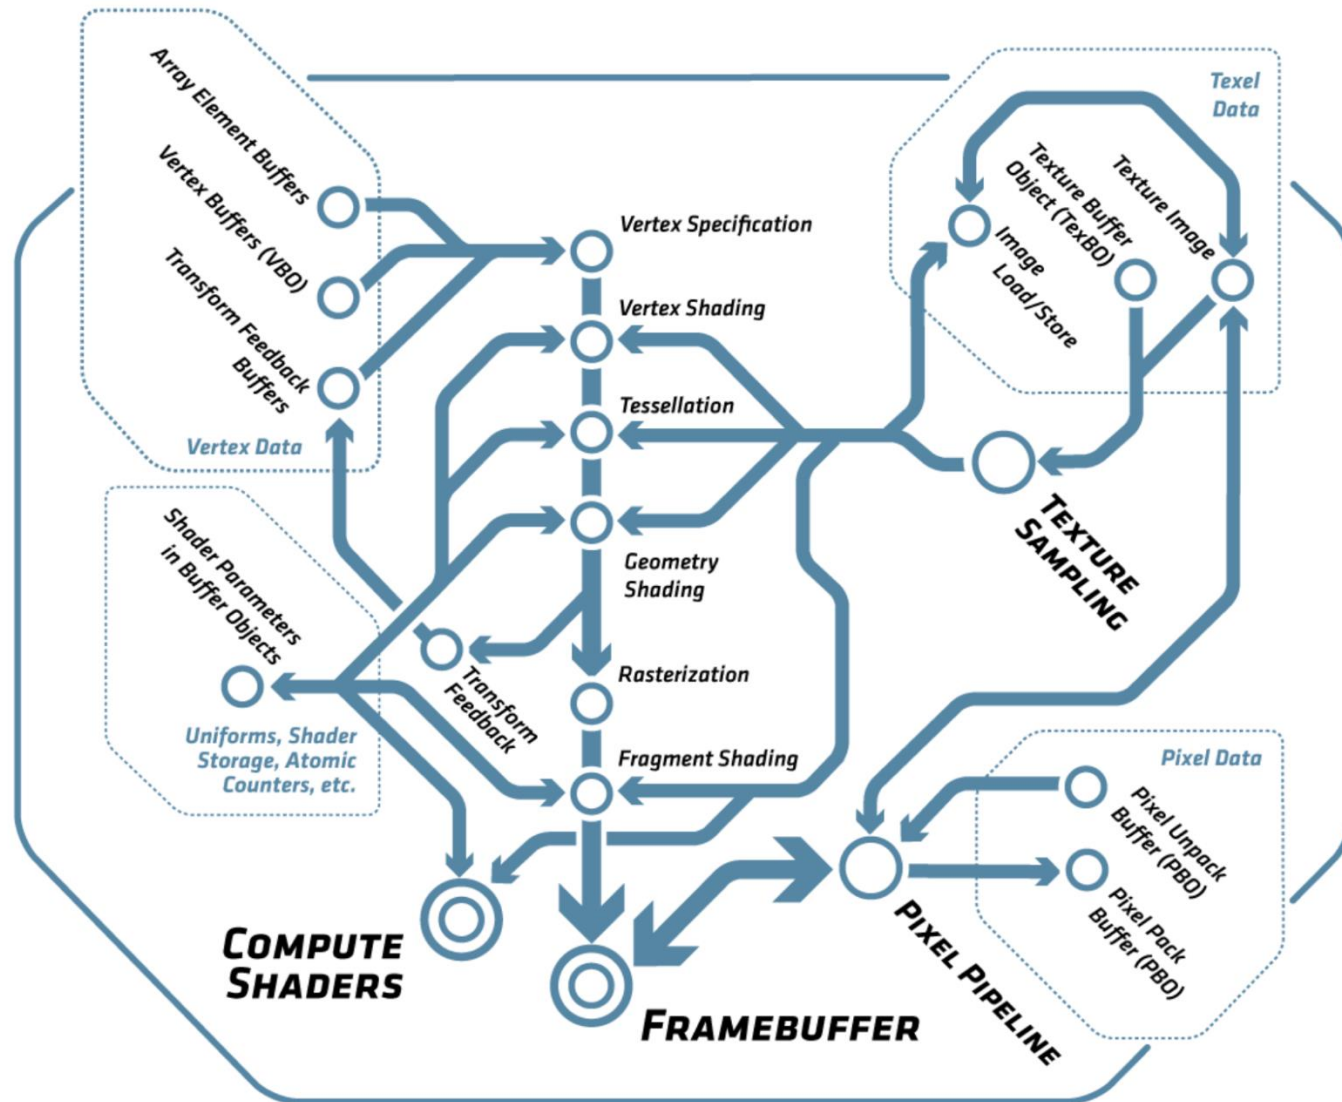 Array Element Buffers
Vertex Buffers (VBO)
Transform Feedback
Buffers
Vertex Data
Vertex Specification
Vertex Shading
Tessellation
Geometry
Shading
Rasterization
Fragment Shading
Texel
Data
Texture Buffer
Object (TexBO)
Texture Image
Image
Load/Store
TEXTURE
SAMPLING
Shader Parameters
in Buffer Objects
Uniforms, Shader
Storage, Atomic
Counters, etc.
Transform
Feedback
Pixel Data
Pixel Unpack
Buffer (PBO)
Pixel Pack
Buffer (PBO)
COMPUTE
SHADERS
FRAMEBUFFER
PIXEL PIPELINE